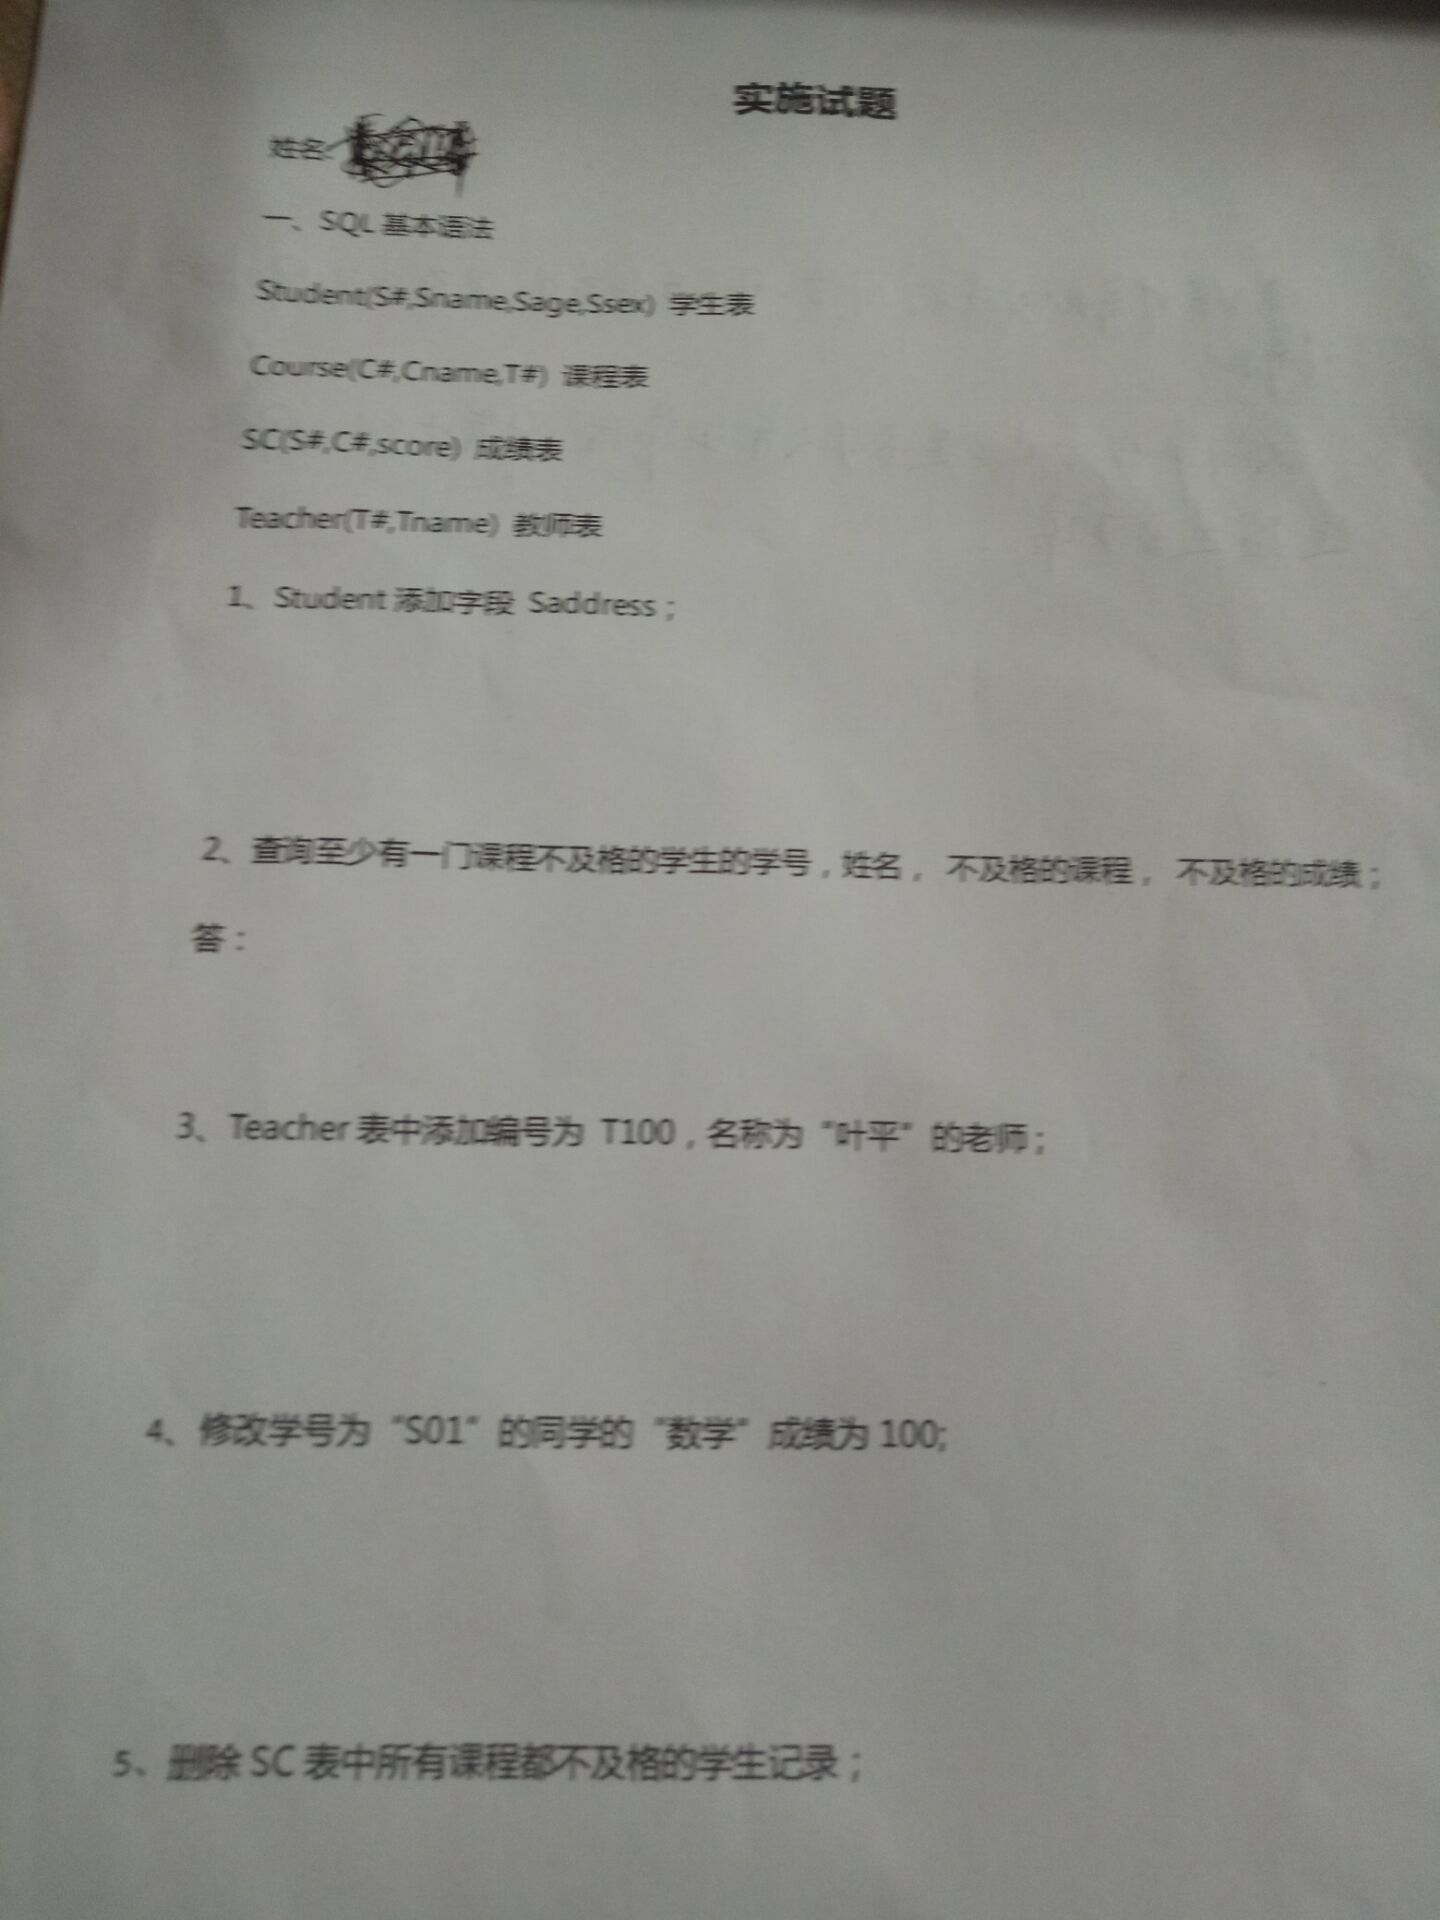 实施试题
姓名:
一、SQL 基本语法
Student(S#,Sname,Sage,Ssex) 学生表
Course(C#,Cname,T#) 课程表
SC(S#,C#,score) 成绩表
Teacher(T#,Tname) 教师表
1、Student 添加字段 Saddress；
2、查询至少有一门课程不及格的学生的学号，姓名， 不及格的课程， 不及格的成绩；
答：
3、Teacher 表中添加编号为 T100，名称为“叶平”的老师；
4、修改学号为“S01”的同学的“数学”成绩为 100;
5、删除 SC 表中所有课程都不及格的学生记录；